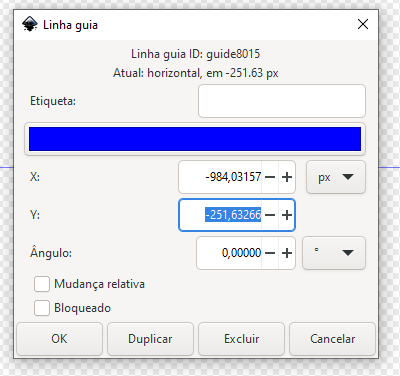 Linha guia
Linha guia ID: guide8015
Atual: horizontal, em -251.63 px
Etiqueta:
X: -984,03157 px
Y: -251,63266
Ângulo: 0,00000 °
Mudança relativa
Bloqueado
OK Duplicar Excluir Cancelar